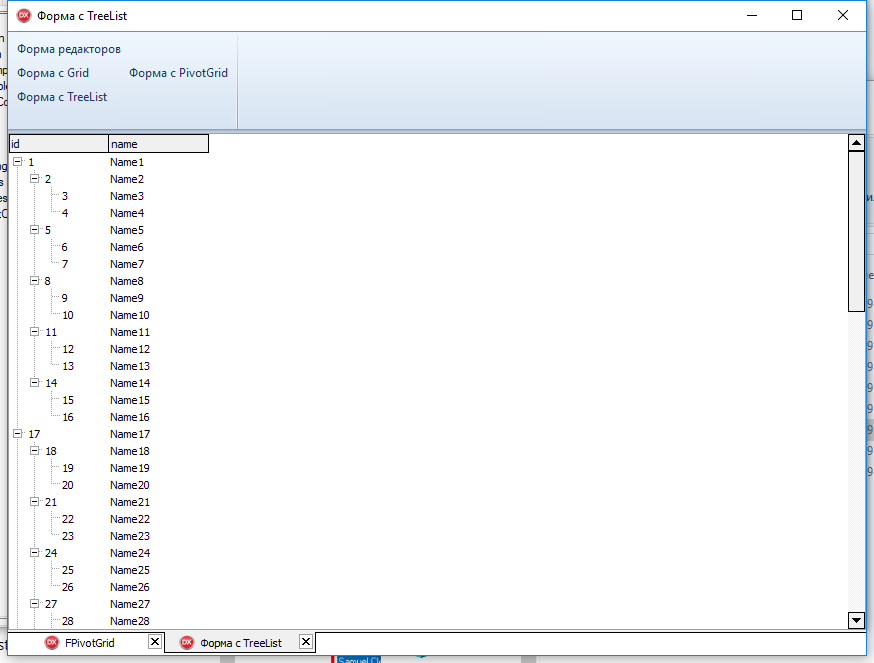 DX Форма с TreeList
Форма редакторов
Форма с Grid Форма с PivotGrid
Форма с TreeList
id name
1 Name1
2 Name2
3 Name3
4 Name4
5 Name5
6 Name6
7 Name7
8 Name8
9 Name9
10 Name10
11 Name11
12 Name12
13 Name13
14 Name14
15 Name15
16 Name16
17 Name17
18 Name18
19 Name19
20 Name20
21 Name21
22 Name22
23 Name23
24 Name24
25 Name25
26 Name26
27 Name27
28 Name28
DX FPivotGrid DX Форма с TreeList